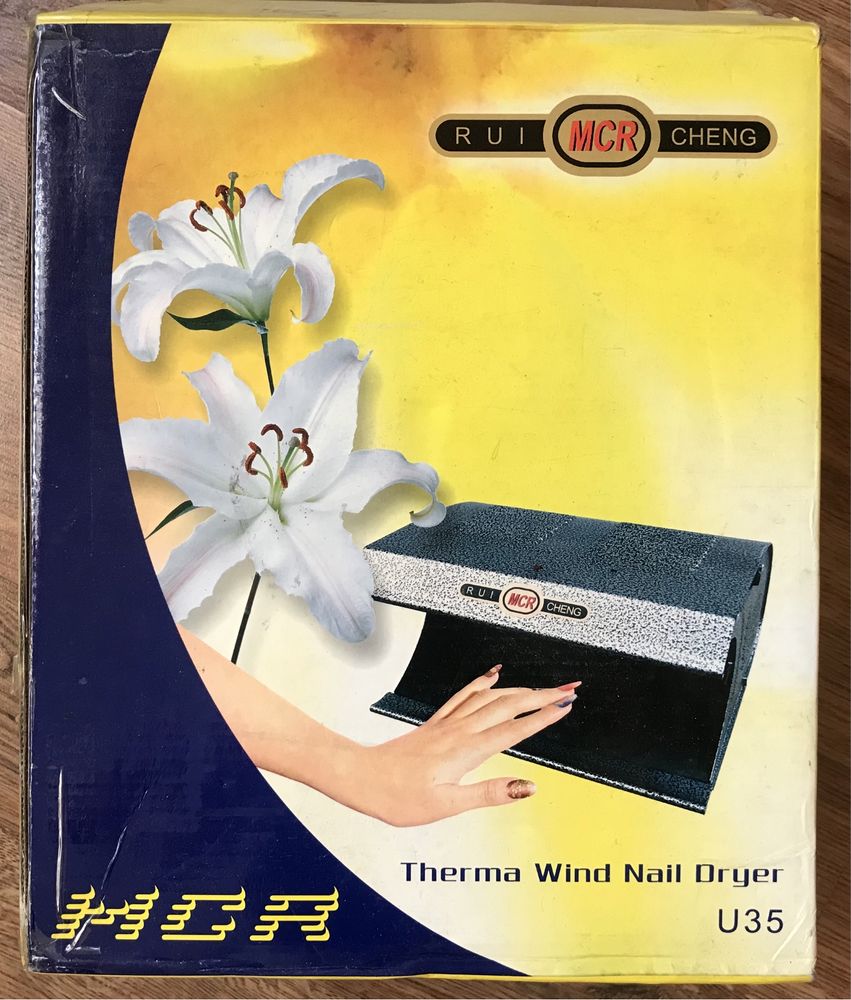 RUI MCR CHENG
RUI MCR CHENG
Therma Wind Nail Dryer
MCR
U35